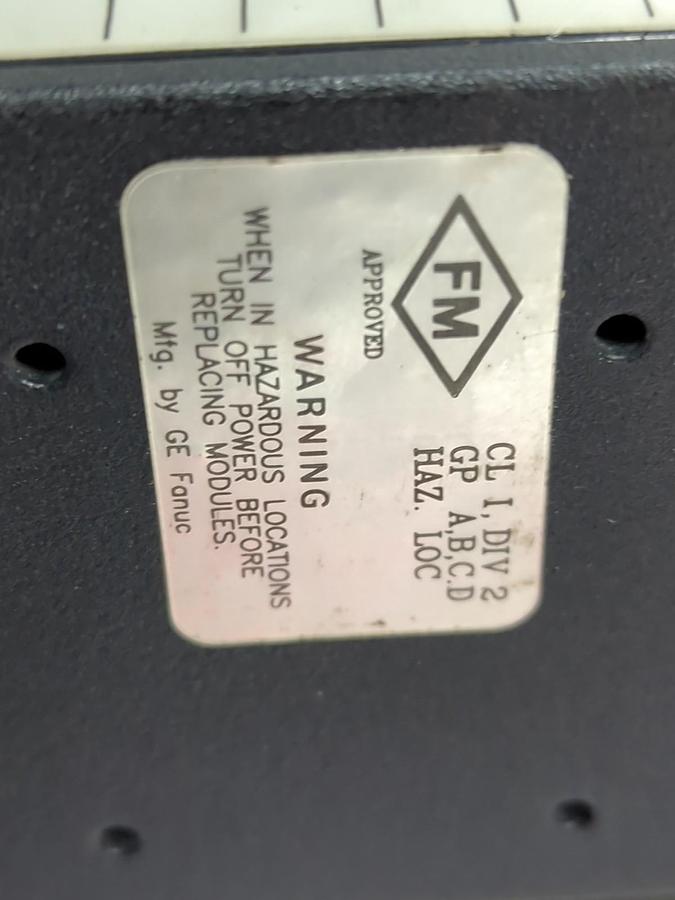 FM
APPROVED
CL I, DIV 2
GP A,B,C.D
HAZ. LOC
WARNING
WHEN IN HAZARDOUS LOCATIONS
TURN OFF POWER BEFORE
REPLACING MODULES.
Mfg. by GE Fanuc